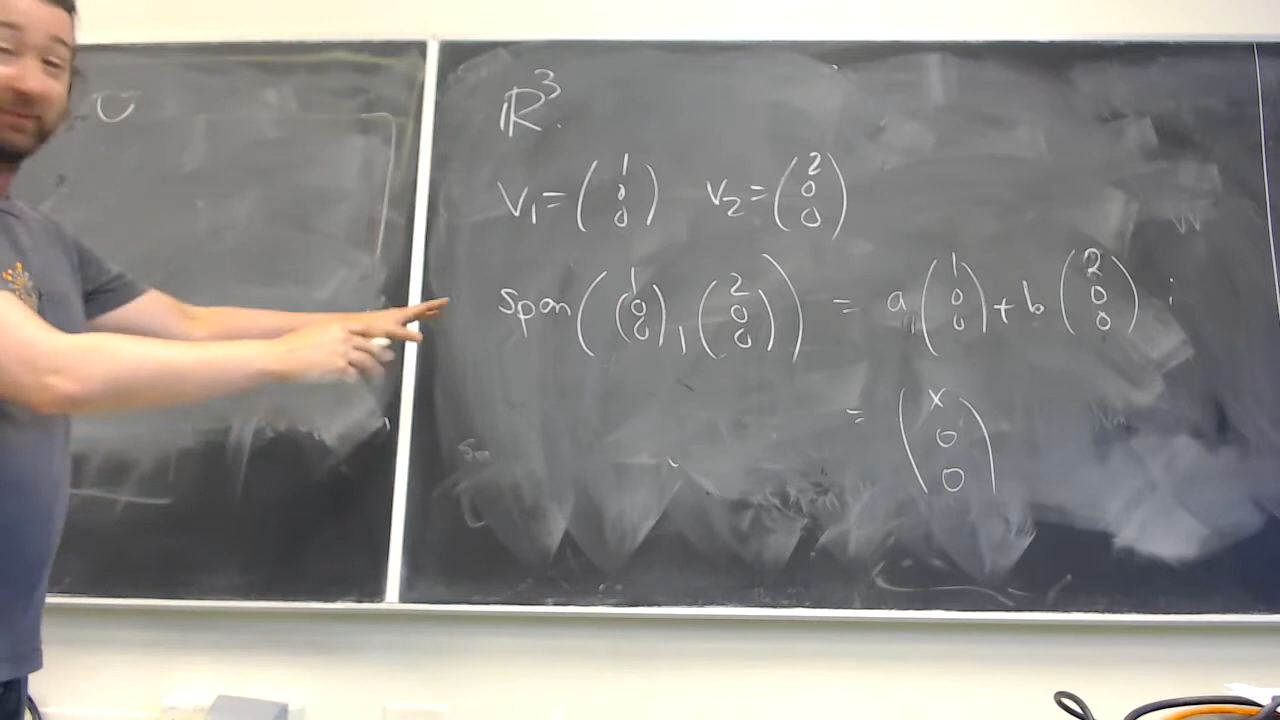 U
ℝ³.
v₁ = (1 0 0) v₂ = (2 0 0)
span((1 0 0), (2 0 0)) = a(1 0 0) + b(2 0 0) ;
= (x 0 0)